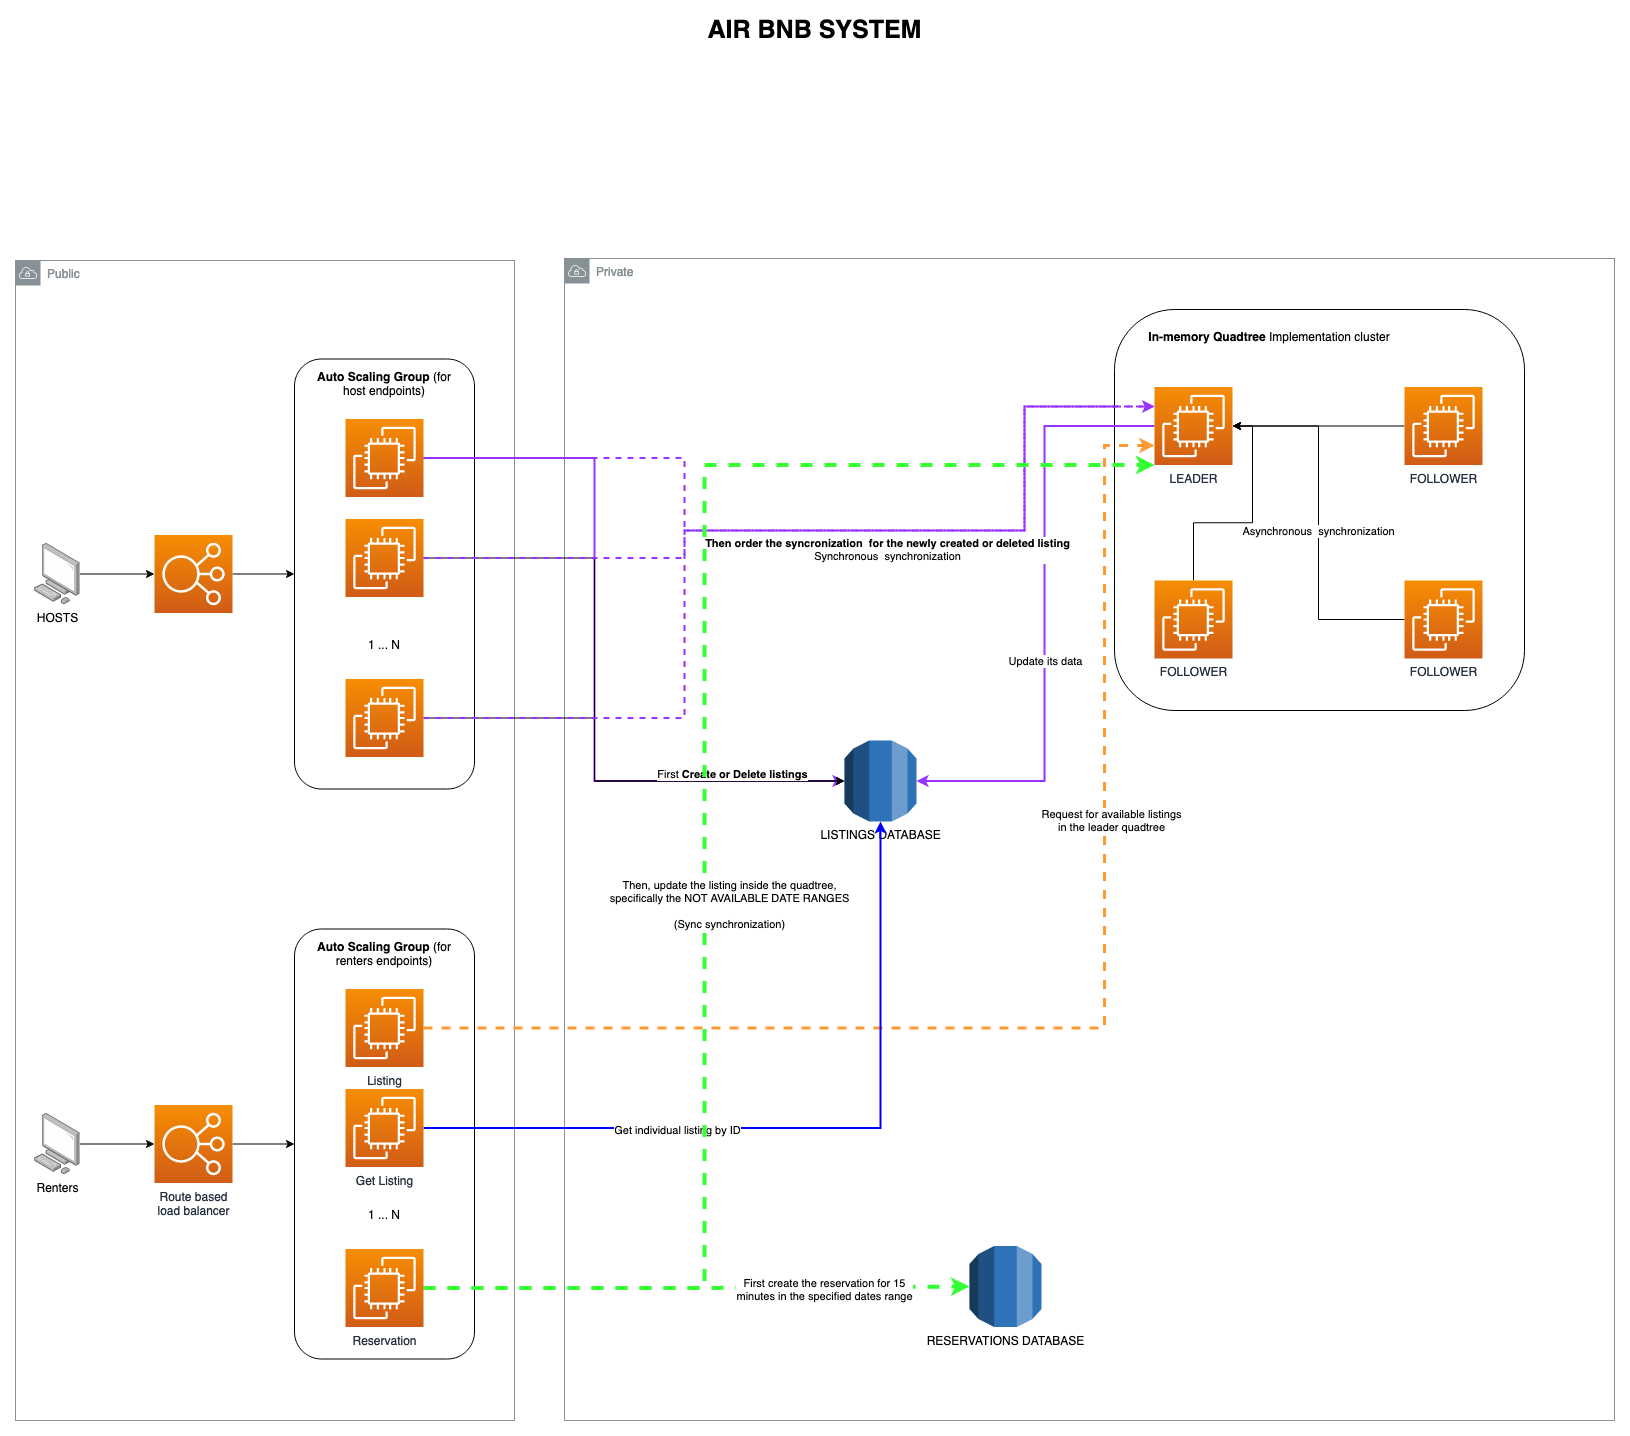 AIR BNB SYSTEM
Public
Private
Auto Scaling Group (for
host endpoints)
1 ... N
HOSTS
In-memory Quadtree Implementation cluster
LEADER
FOLLOWER
Asynchronous synchronization
FOLLOWER
FOLLOWER
Then order the syncronization for the newly created or deleted listing
Synchronous synchronization
Update its data
First Create or Delete listings
LISTINGS DATABASE
Request for available listings
in the leader quadtree
Then, update the listing inside the quadtree,
specifically the NOT AVAILABLE DATE RANGES
(Sync synchronization)
Auto Scaling Group (for
renters endpoints)
Listing
Get Listing
1 ... N
Reservation
Renters
Route based
load balancer
Get individual listing by ID
First create the reservation for 15
minutes in the specified dates range
RESERVATIONS DATABASE